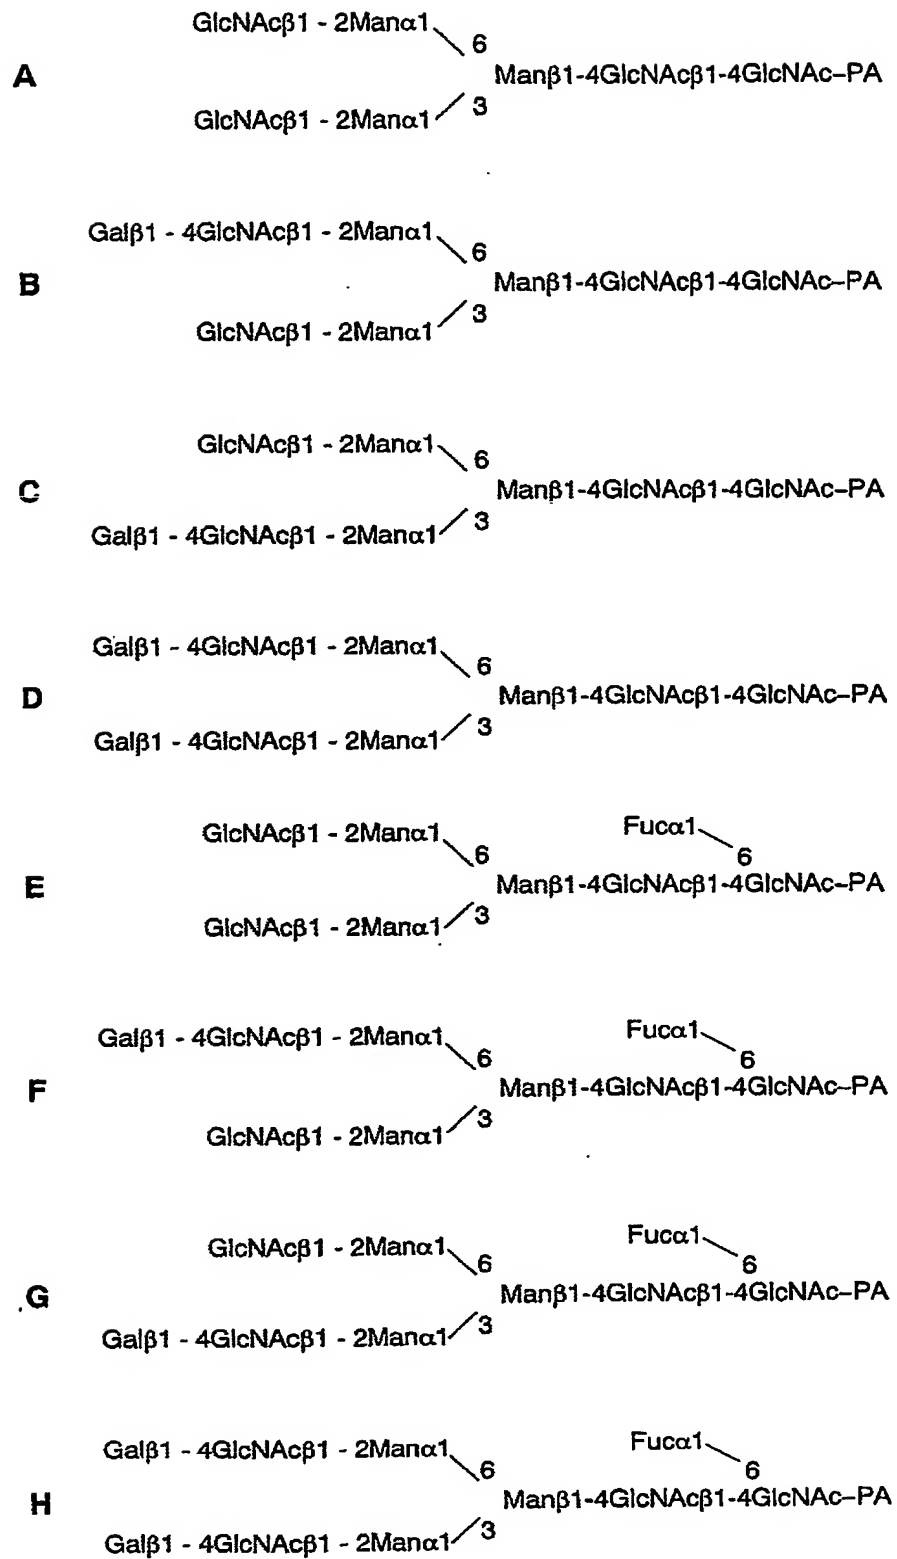 GlcNAcβ1 - 2Manα1
6
A
Manβ1-4GlcNAcβ1-4GlcNAc-PA
3
GlcNAcβ1 - 2Manα1
Galβ1 - 4GlcNAcβ1 - 2Manα1
6
B
Manβ1-4GlcNAcβ1-4GlcNAc-PA
3
GlcNAcβ1 - 2Manα1
GlcNAcβ1 - 2Manα1
6
C
Manβ1-4GlcNAcβ1-4GlcNAc-PA
3
Galβ1 - 4GlcNAcβ1 - 2Manα1
Galβ1 - 4GlcNAcβ1 - 2Manα1
6
D
Manβ1-4GlcNAcβ1-4GlcNAc-PA
3
Galβ1 - 4GlcNAcβ1 - 2Manα1
GlcNAcβ1 - 2Manα1
Fucα1
6
6
E
Manβ1-4GlcNAcβ1-4GlcNAc-PA
3
GlcNAcβ1 - 2Manα1
Galβ1 - 4GlcNAcβ1 - 2Manα1
Fucα1
6
6
F
Manβ1-4GlcNAcβ1-4GlcNAc-PA
3
GlcNAcβ1 - 2Manα1
GlcNAcβ1 - 2Manα1
Fucα1
6
6
G
Manβ1-4GlcNAcβ1-4GlcNAc-PA
3
Galβ1 - 4GlcNAcβ1 - 2Manα1
Galβ1 - 4GlcNAcβ1 - 2Manα1
Fucα1
6
6
H
Manβ1-4GlcNAcβ1-4GlcNAc-PA
3
Galβ1 - 4GlcNAcβ1 - 2Manα1